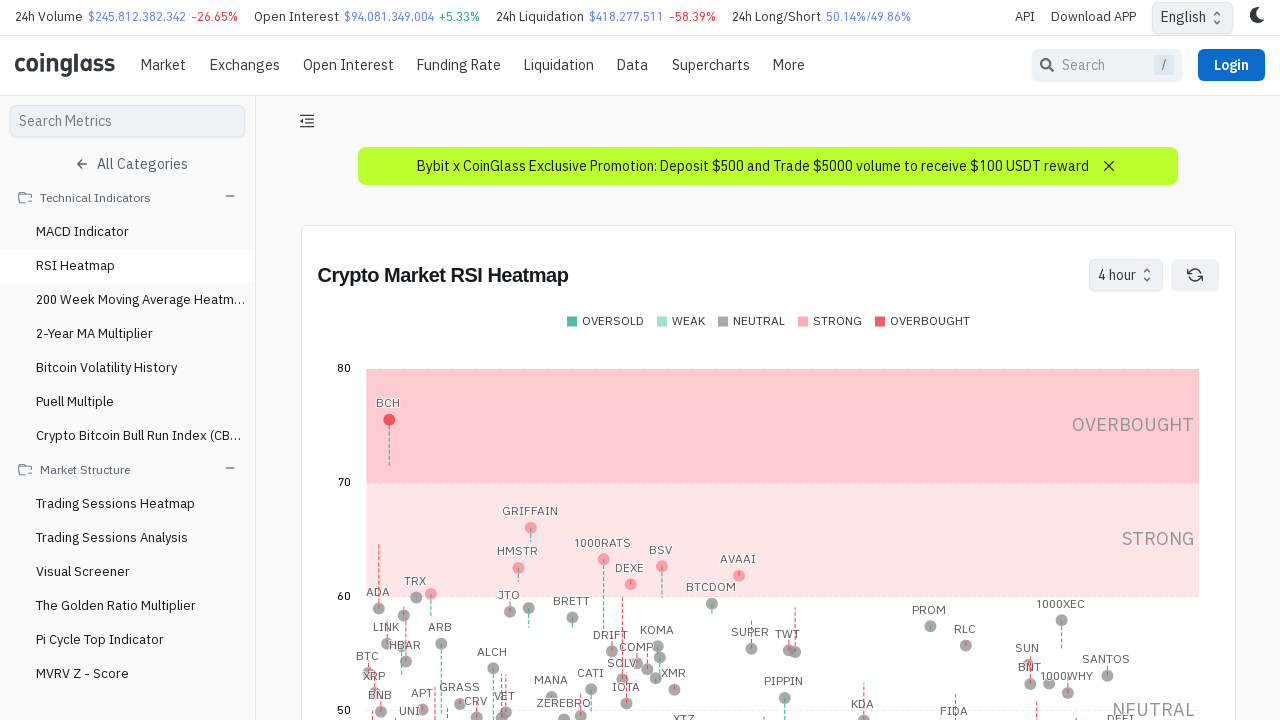 24h Volume $245,812,382,342 -26.65% Open Interest $94,081,349,004 +5.33% 24h Liquidation $418,277,511 -58.39% 24h Long/Short 50.14%/49.86% API Download APP English
coinglass Market Exchanges Open Interest Funding Rate Liquidation Data Supercharts More Search / Login
Search Metrics
All Categories
Technical Indicators
MACD Indicator
RSI Heatmap
200 Week Moving Average Heatm...
2-Year MA Multiplier
Bitcoin Volatility History
Puell Multiple
Crypto Bitcoin Bull Run Index (CB...
Market Structure
Trading Sessions Heatmap
Trading Sessions Analysis
Visual Screener
The Golden Ratio Multiplier
Pi Cycle Top Indicator
MVRV Z - Score
Bybit x CoinGlass Exclusive Promotion: Deposit $500 and Trade $5000 volume to receive $100 USDT reward
Crypto Market RSI Heatmap
4 hour
OVERSOLD WEAK NEUTRAL STRONG OVERBOUGHT
80
BCH
OVERBOUGHT
70
GRIFFAIN
STRONG
1000RATS
HMSTR
BSV
AVAAI
DEXE
TRX
BTCDOM
ADA
JTO
60
BRETT
1000XEC
PROM
LINK
ARB
KOMA
SUPER
TWT
RLC
DRIFT
HBAR
COMP
SUN
ALCH
BTC
SOLV
SANTOS
BNT
XRP
CATI
XMR
1000WHY
MANA
PIPPIN
GRASS
IOTA
BNB
APT
VET
CRV
ZEREBRO
KDA
50
UNI
FIDA
NEUTRAL
XTZ